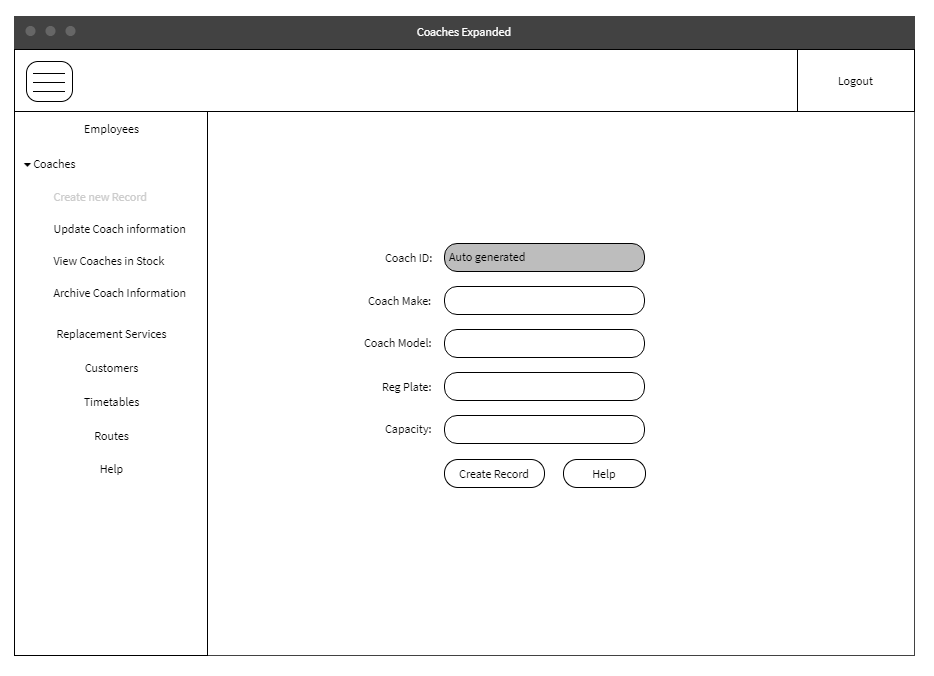 Coaches Expanded
Logout
Employees
Coaches
Create new Record
Update Coach information
View Coaches in Stock
Archive Coach Information
Replacement Services
Customers
Timetables
Routes
Help
Coach ID: Auto generated
Coach Make:
Coach Model:
Reg Plate:
Capacity:
Create Record Help